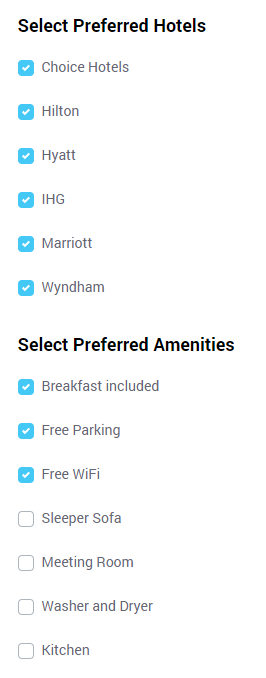 Select Preferred Hotels
Choice Hotels
Hilton
Hyatt
IHG
Marriott
Wyndham
Select Preferred Amenities
Breakfast included
Free Parking
Free WiFi
Sleeper Sofa
Meeting Room
Washer and Dryer
Kitchen